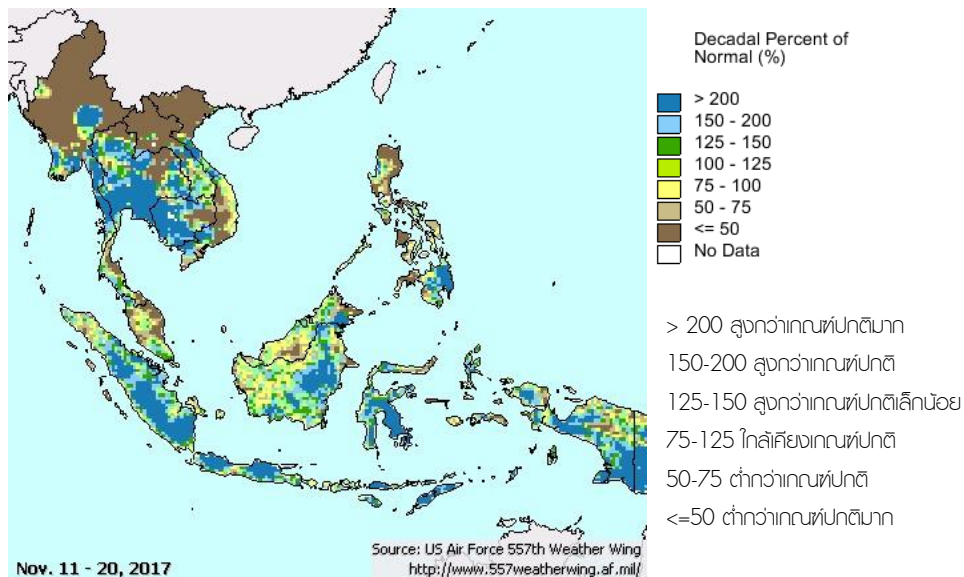 Decadal Percent of
Normal (%)
> 200
150 - 200
125 - 150
100 - 125
75 - 100
50 - 75
<= 50
No Data
> 200 สูงกว่าเกณฑ์ปกติมาก
150-200 สูงกว่าเกณฑ์ปกติ
125-150 สูงกว่าเกณฑ์ปกติเล็กน้อย
75-125 ใกล้เคียงเกณฑ์ปกติ
50-75 ต่ำกว่าเกณฑ์ปกติ
<=50 ต่ำกว่าเกณฑ์ปกติมาก
Source: US Air Force 557th Weather Wing
Nov. 11 - 20, 2017 http://www.557weatherwing.af.mil/